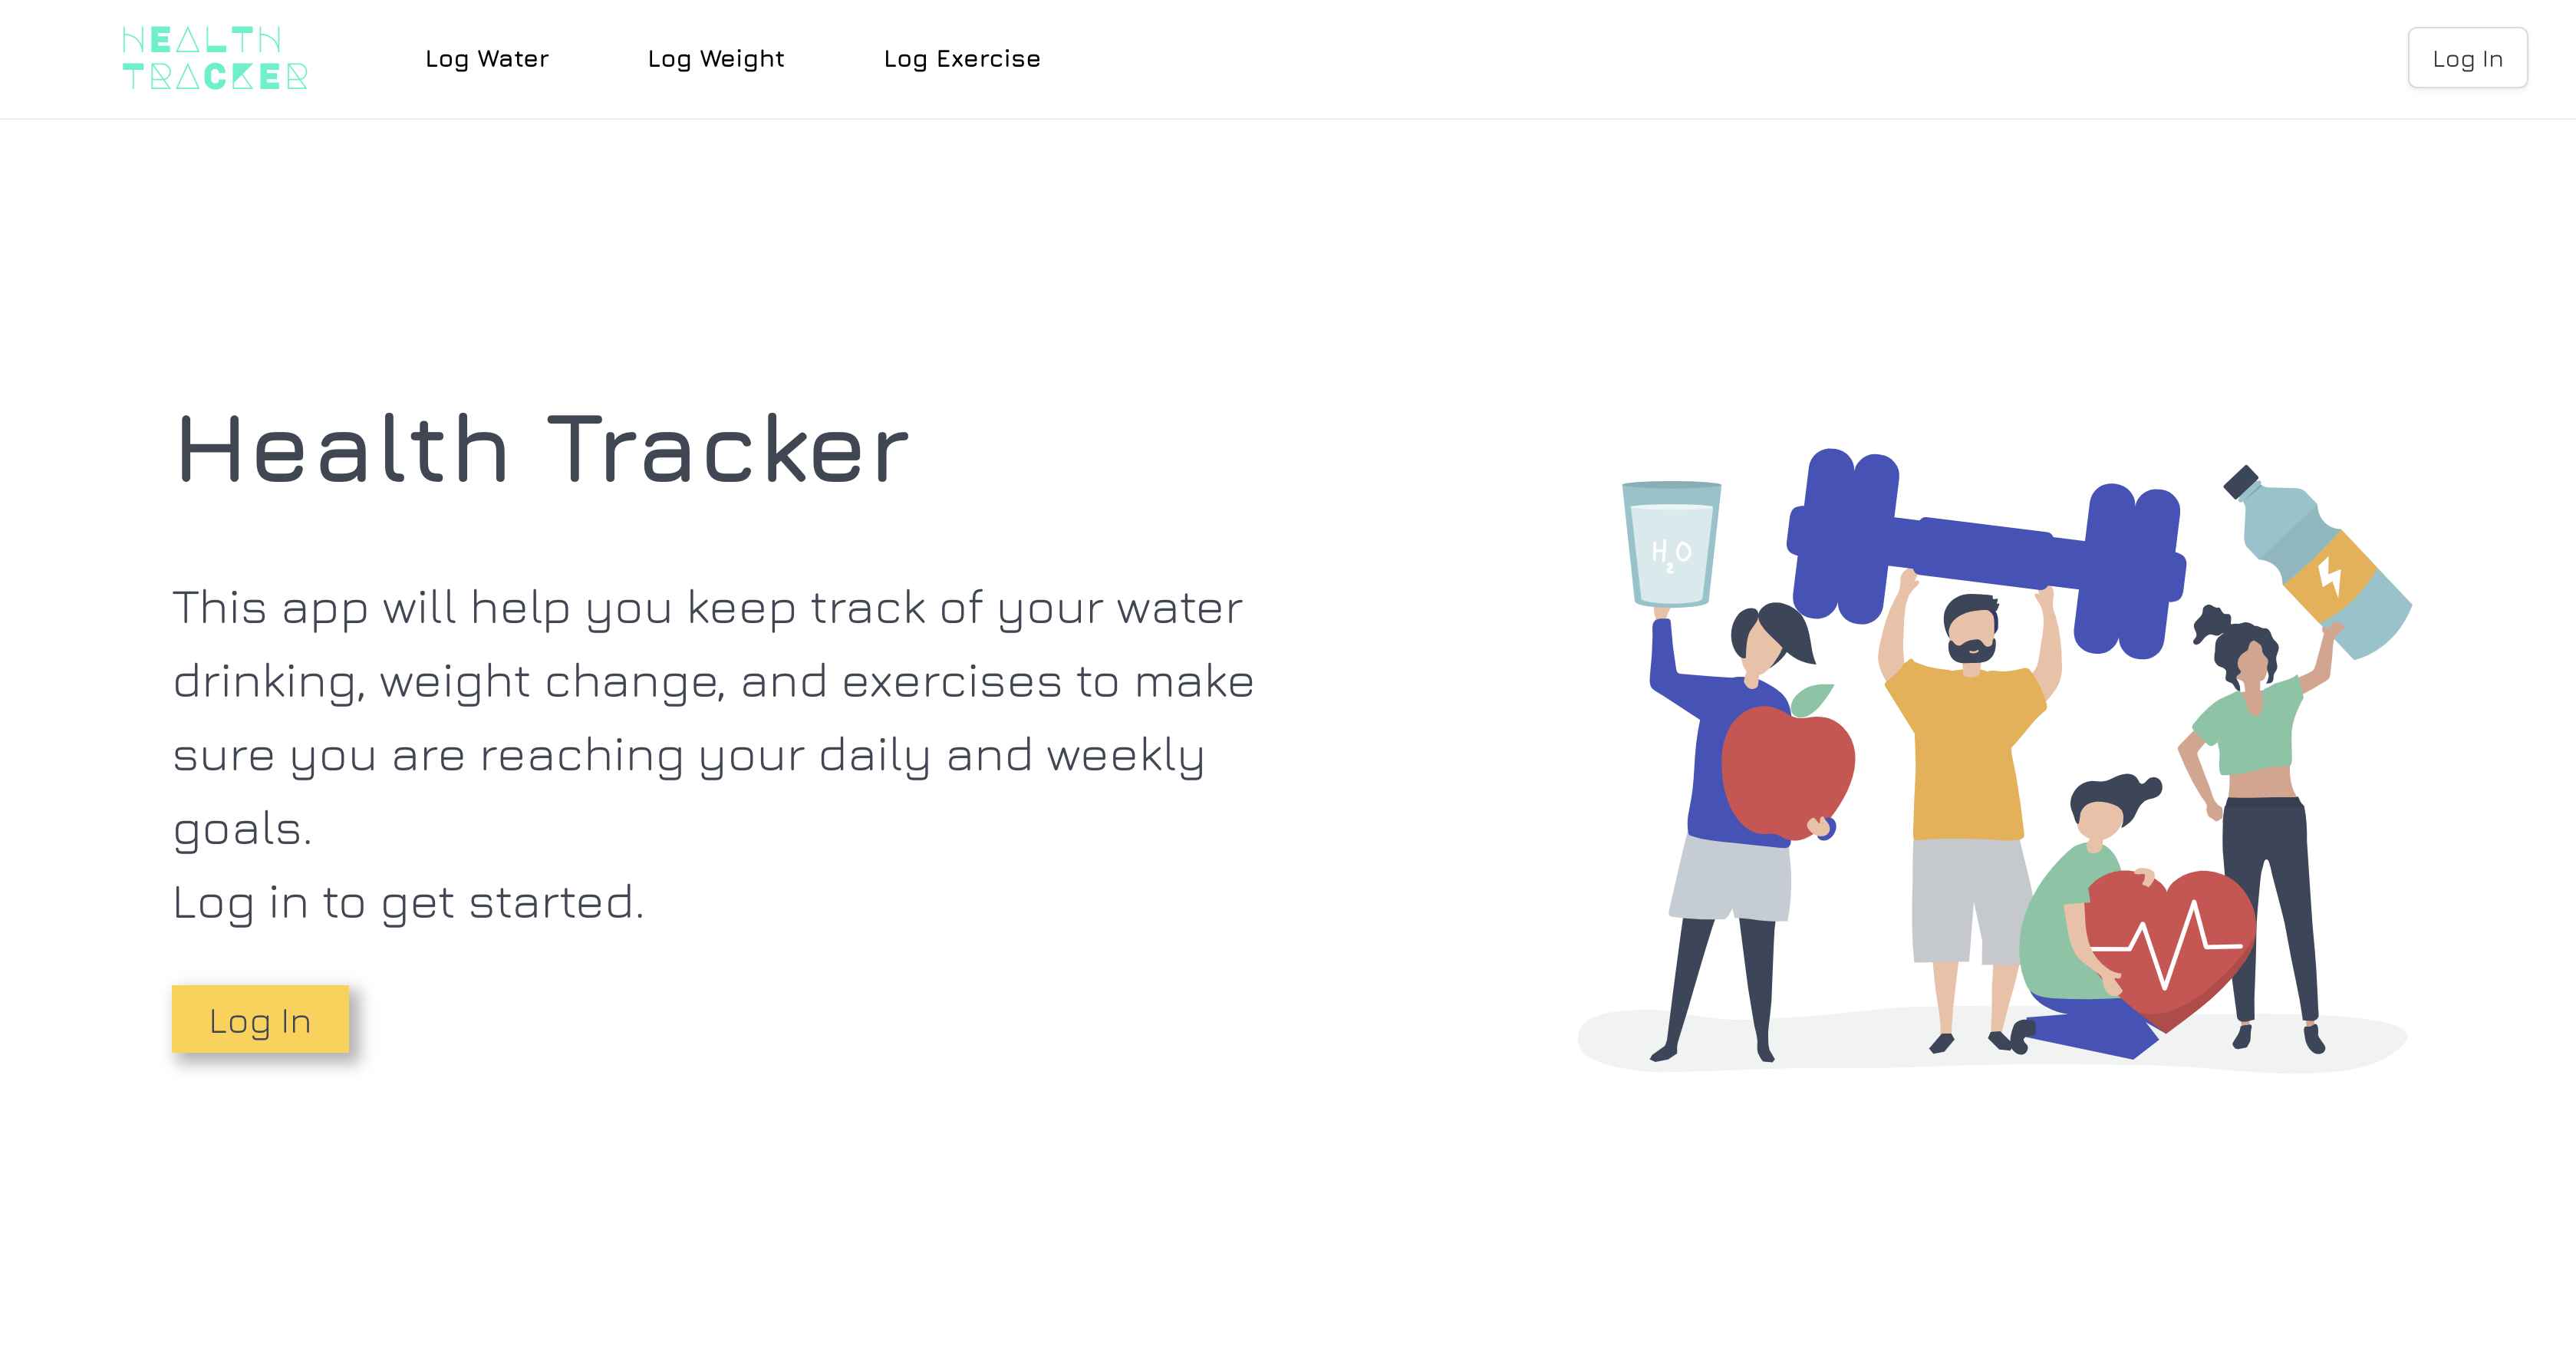 HEALTH
TRACKER
Log Water
Log Weight
Log Exercise
Log In
Health Tracker
This app will help you keep track of your water
drinking, weight change, and exercises to make
sure you are reaching your daily and weekly
goals.
Log in to get started.
Log In
H2O